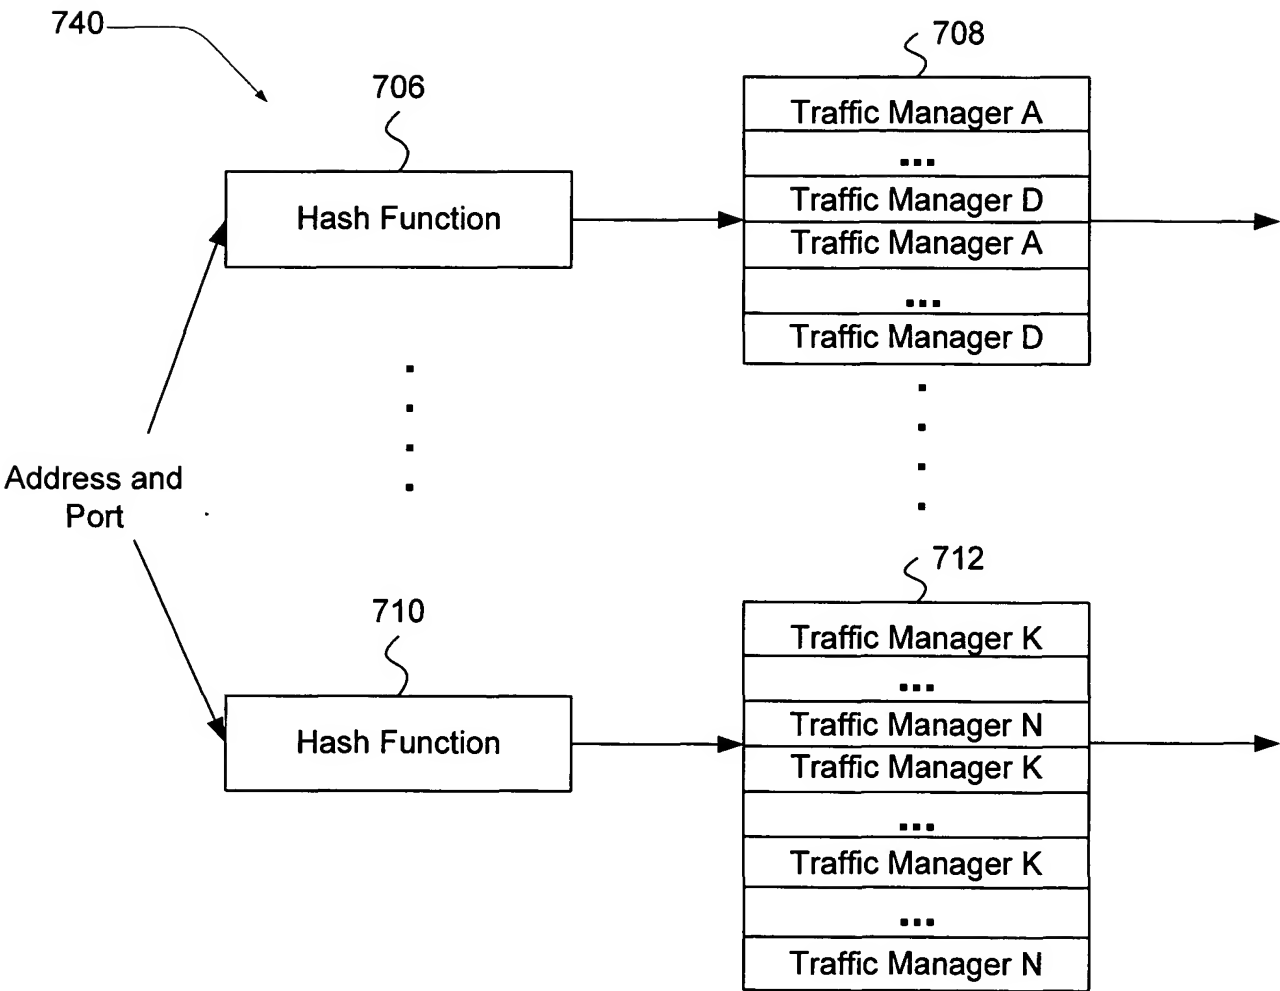 740
708
706
Traffic Manager A
...
Hash Function
Traffic Manager D
Traffic Manager A
...
Traffic Manager D
Address and
Port
712
710
Traffic Manager K
...
Hash Function
Traffic Manager N
Traffic Manager K
...
Traffic Manager K
...
Traffic Manager N